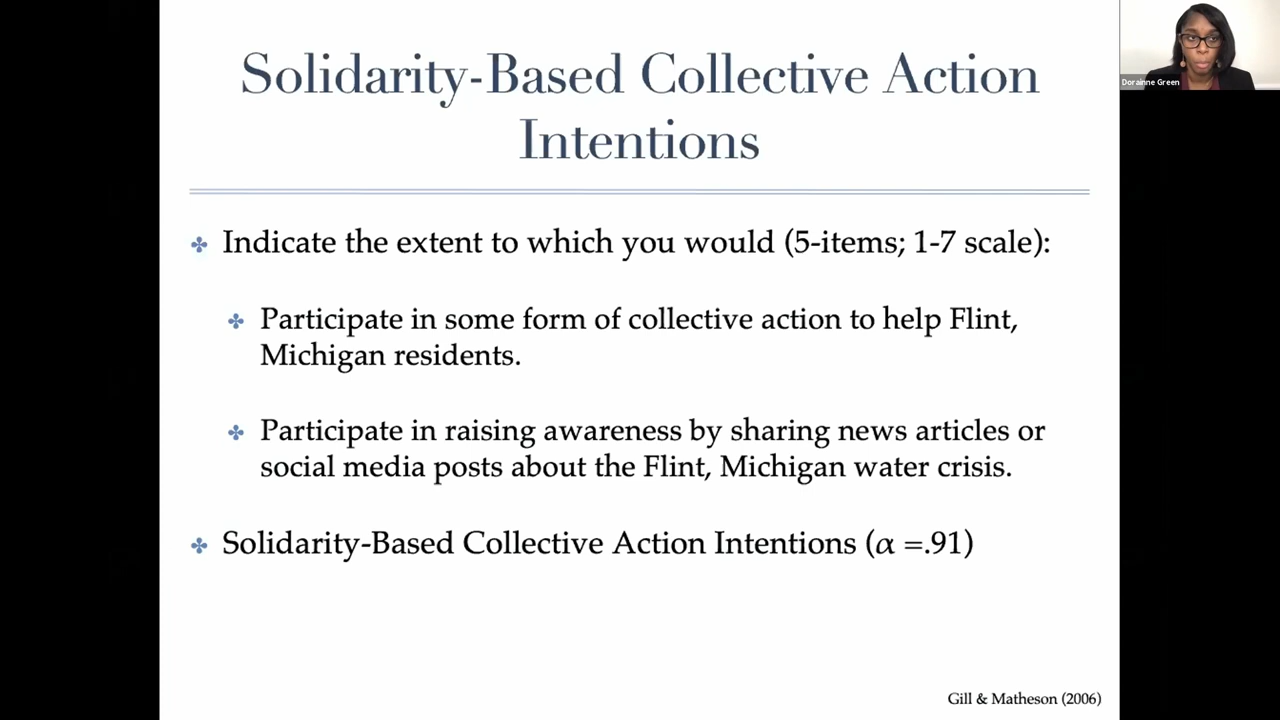 Solidarity-Based Collective Action
Intentions
Dorainne Green
Indicate the extent to which you would (5-items; 1-7 scale):
Participate in some form of collective action to help Flint,
Michigan residents.
Participate in raising awareness by sharing news articles or
social media posts about the Flint, Michigan water crisis.
Solidarity-Based Collective Action Intentions (α =.91)
Gill & Matheson (2006)